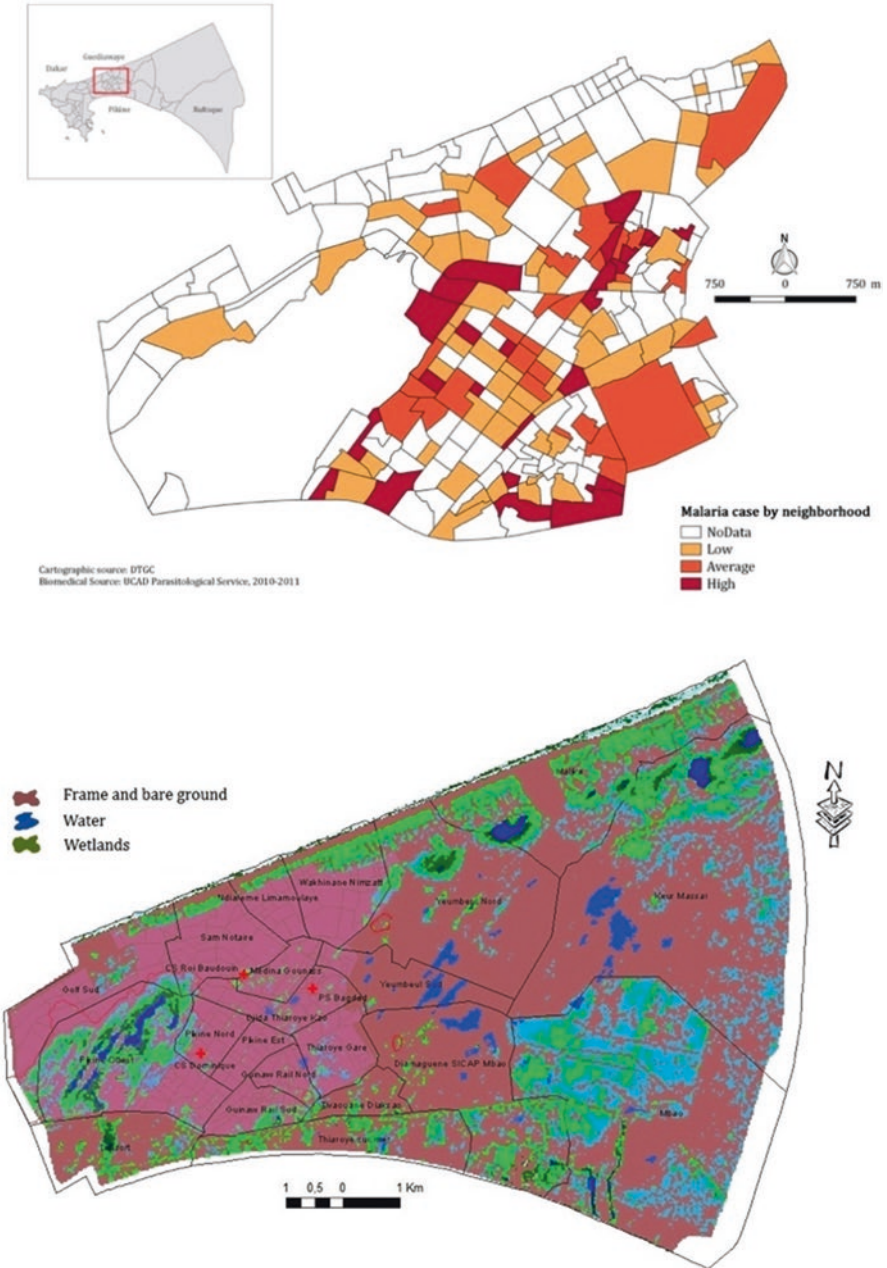 Guediawaye
Dakar
Pikine
Rufisque
N
750 0 750 m
Malaria case by neighborhood
NoData
Low
Average
High
Cartographic source: DTGC
Biomedical Source: UCAD Parasitological Service, 2010-2011
Frame and bare ground
Water
Wetlands
N
Malika
Wakhinane Nimzatt
Ndiareme Limamoulaye
Yeumbeul Nord
Keur Massar
Sam Notaire
CS Roi Baudouin
Medina Gounass
Golf Sud
PS Bagdad
Yeumbeul Sud
Pikine Nord
Pikine Est
Thiaroye Gare
Pikine Ouest
CS Dominique
Diamaguene SICAP Mbao
Guinaw Rail Nord
Mbao
Guinaw Rail Sud
Thiaroye sur mer
1 0,5 0 1 Km